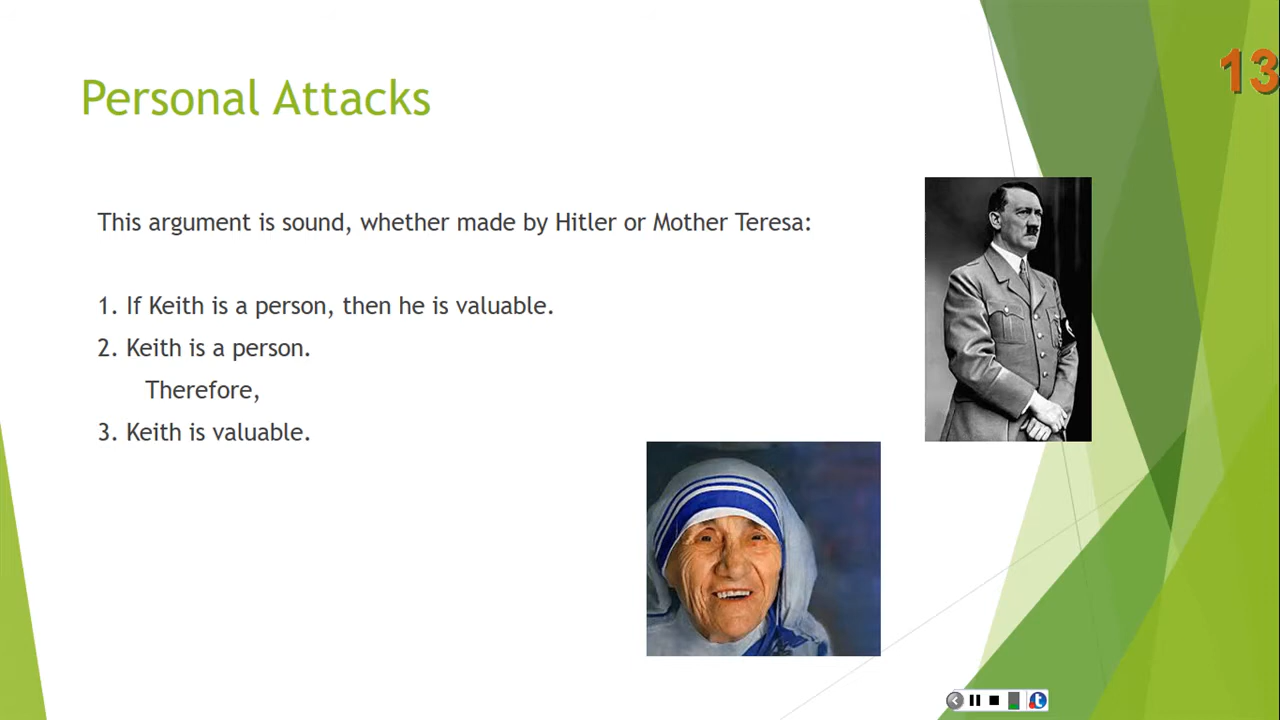 13
Personal Attacks
This argument is sound, whether made by Hitler or Mother Teresa:
1. If Keith is a person, then he is valuable.
2. Keith is a person.
Therefore,
3. Keith is valuable.
t